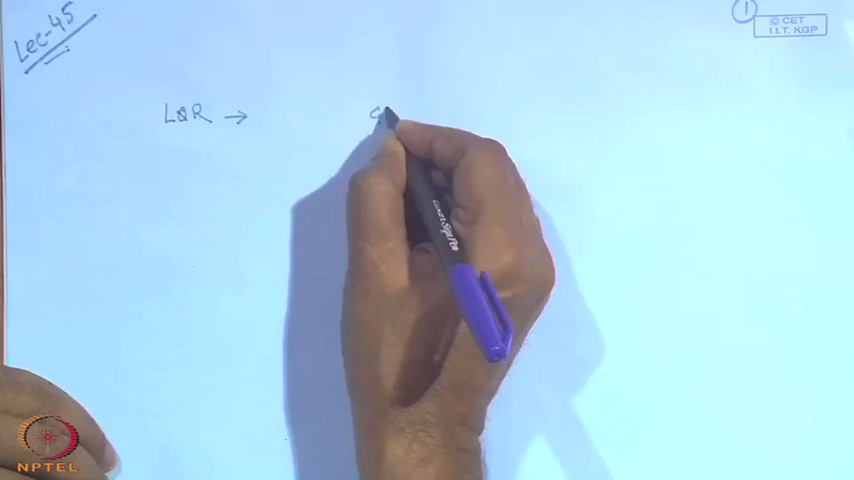 Lec-45
1
© CET
I.I.T. KGP
LQR →
NPTEL